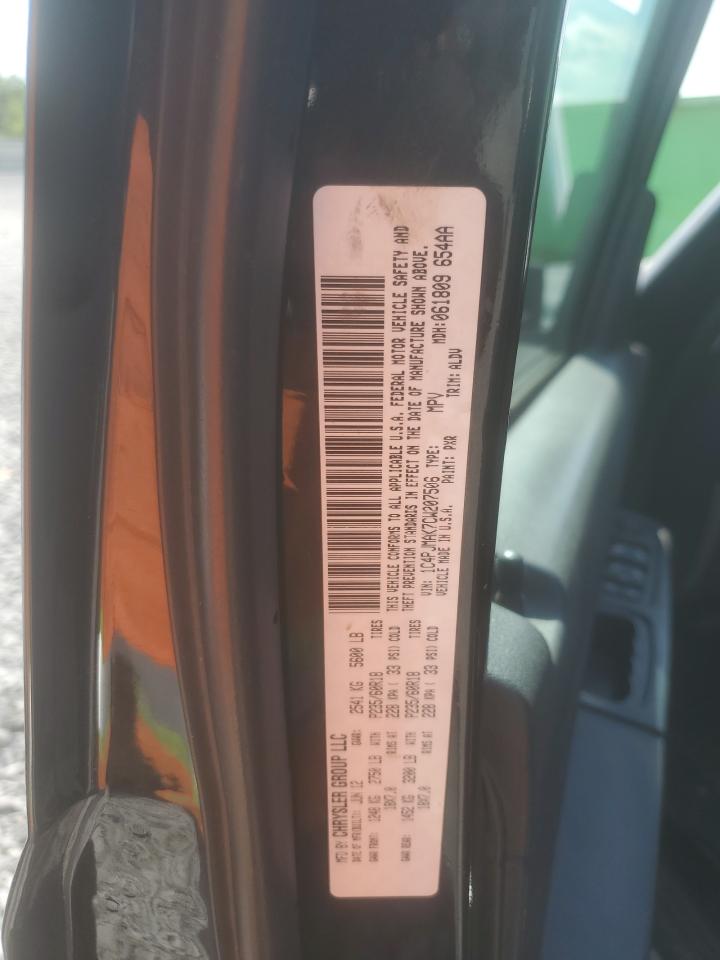 MFD BY: CHRYSLER GROUP LLC
DATE OF MFR/BUILT: JUN 12 GVWR: 2541 KG 5600 LB
GAWR FRONT: 1248 KG 2750 LB WITH P235/60R18 TIRES
18X7.0 RIMS AT 228 KPA ( 33 PSI) COLD
GAWR REAR: 1452 KG 3200 LB WITH P235/60R18 TIRES
18X7.0 RIMS AT 228 KPA ( 33 PSI) COLD
THIS VEHICLE CONFORMS TO ALL APPLICABLE U.S.A. FEDERAL MOTOR VEHICLE SAFETY AND
THEFT PREVENTION STANDARDS IN EFFECT ON THE DATE OF MANUFACTURE SHOWN ABOVE.
VIN: 1C4PJMAK7CW207506 TYPE: MPV MDH:061809 654AA
VEHICLE MADE IN U.S.A. PAINT: PXR TRIM: ALDV